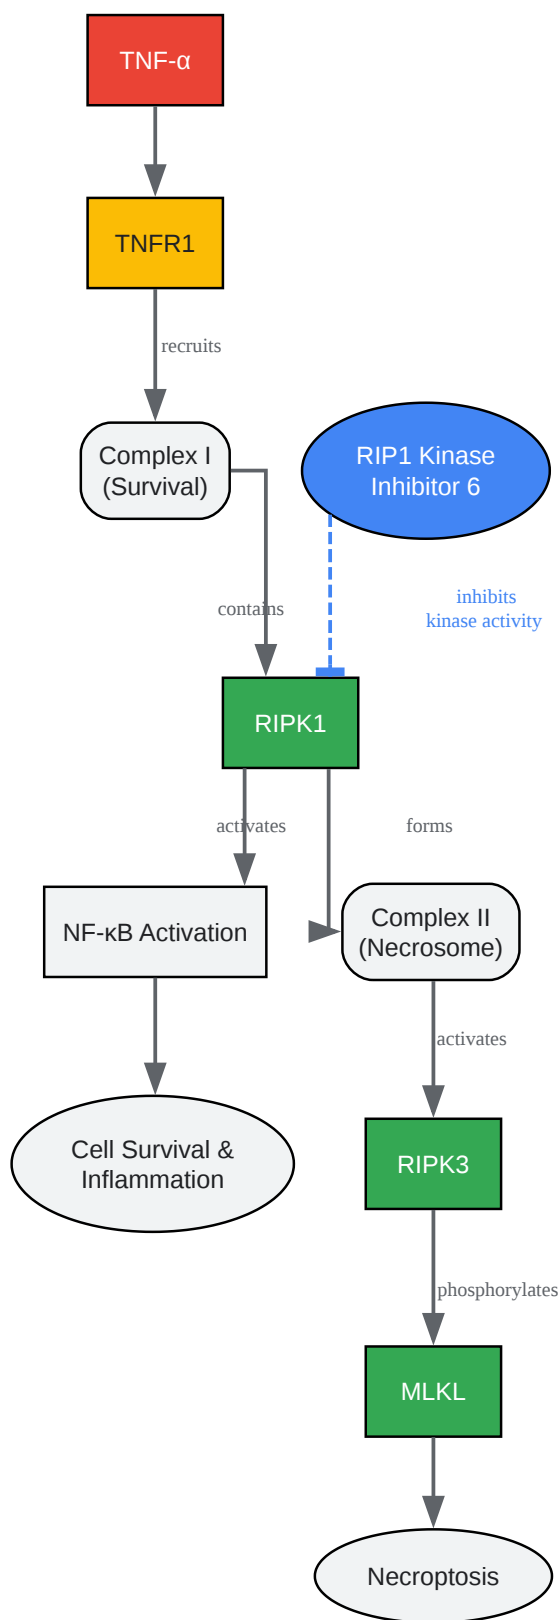 TNF-α
TNFR1
recruits
Complex I
(Survival)
RIP1 Kinase
Inhibitor 6
contains
inhibits
kinase activity
RIPK1
activates
forms
NF-κB Activation
Complex II
(Necrosome)
activates
Cell Survival &
Inflammation
RIPK3
phosphorylates
MLKL
Necroptosis